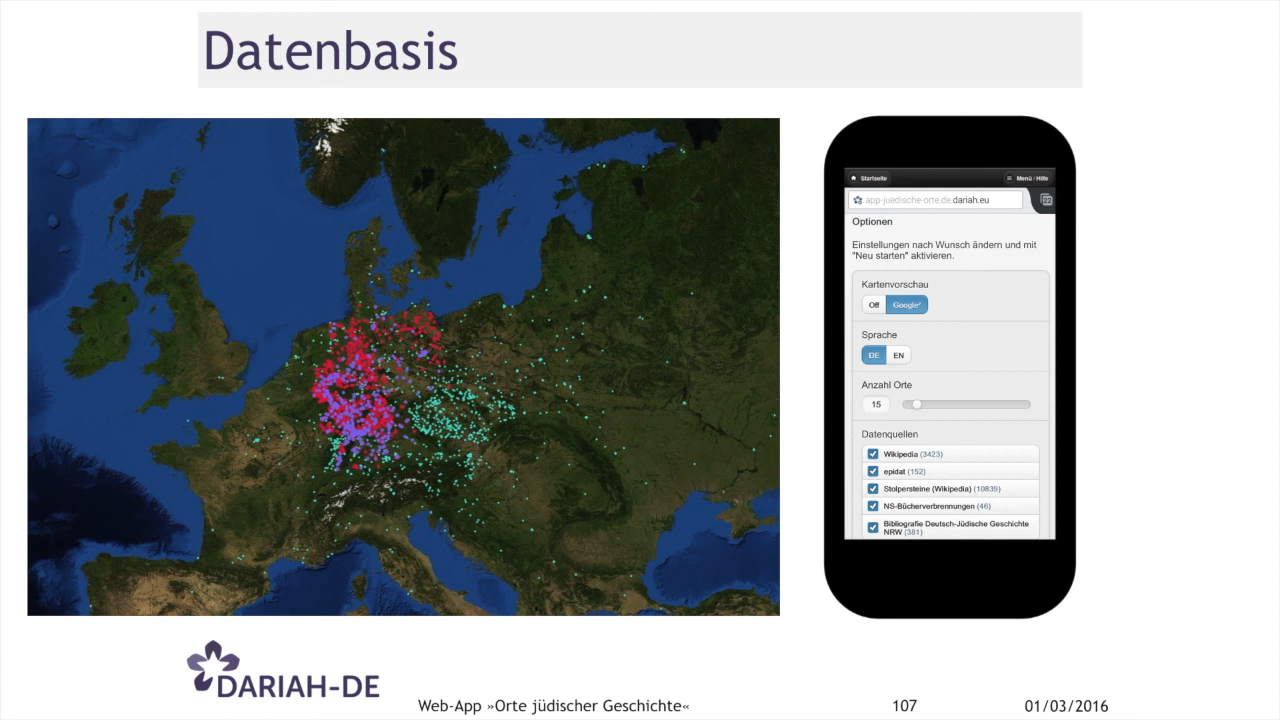 Datenbasis
Startseite
Menü / Hilfe
app-juedische-orte.de.dariah.eu
22
Optionen
Einstellungen nach Wunsch ändern und mit
"Neu starten" aktivieren.
Kartenvorschau
Off Google²
Sprache
DE EN
Anzahl Orte
15
Datenquellen
Wikipedia (3423)
epidat (152)
Stolpersteine (Wikipedia) (10839)
NS-Bücherverbrennungen (46)
Bibliografie Deutsch-Jüdische Geschichte
NRW (381)
DARIAH-DE
Web-App »Orte jüdischer Geschichte« 107 01/03/2016